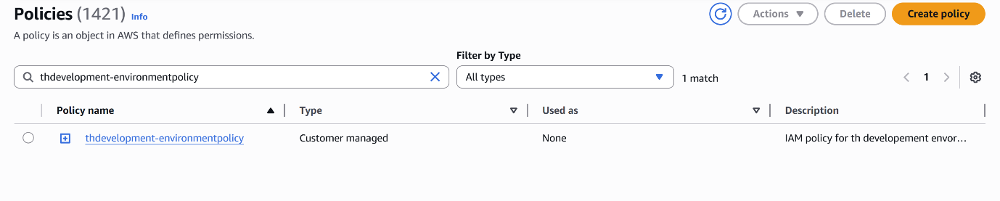 Policies (1421) Info
Actions
Delete
Create policy
A policy is an object in AWS that defines permissions.
Filter by Type
thdevelopment-environmentpolicy
All types
1 match
1
Policy name
Type
Used as
Description
thdevelopment-environmentpolicy
Customer managed
None
IAM policy for th developement envor…